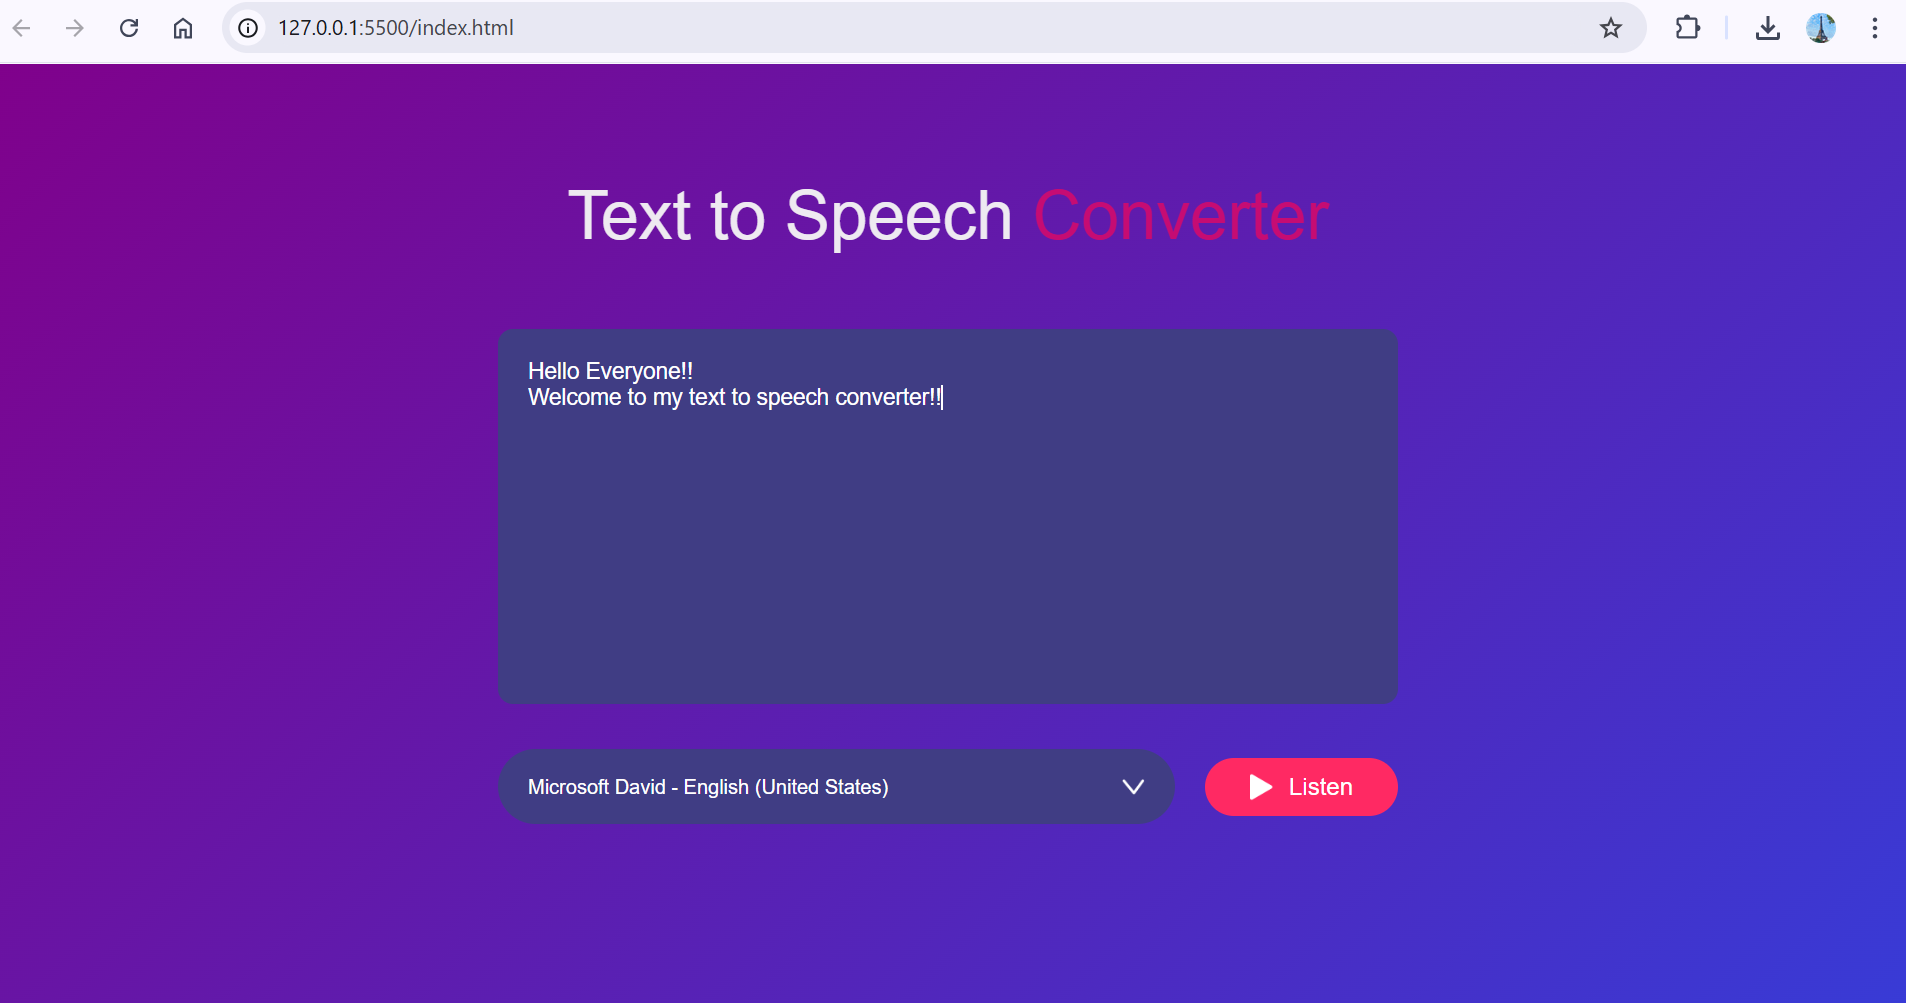 127.0.0.1:5500/index.html
Text to Speech Converter
Hello Everyone!!
Welcome to my text to speech converter!!
Microsoft David - English (United States)
Listen